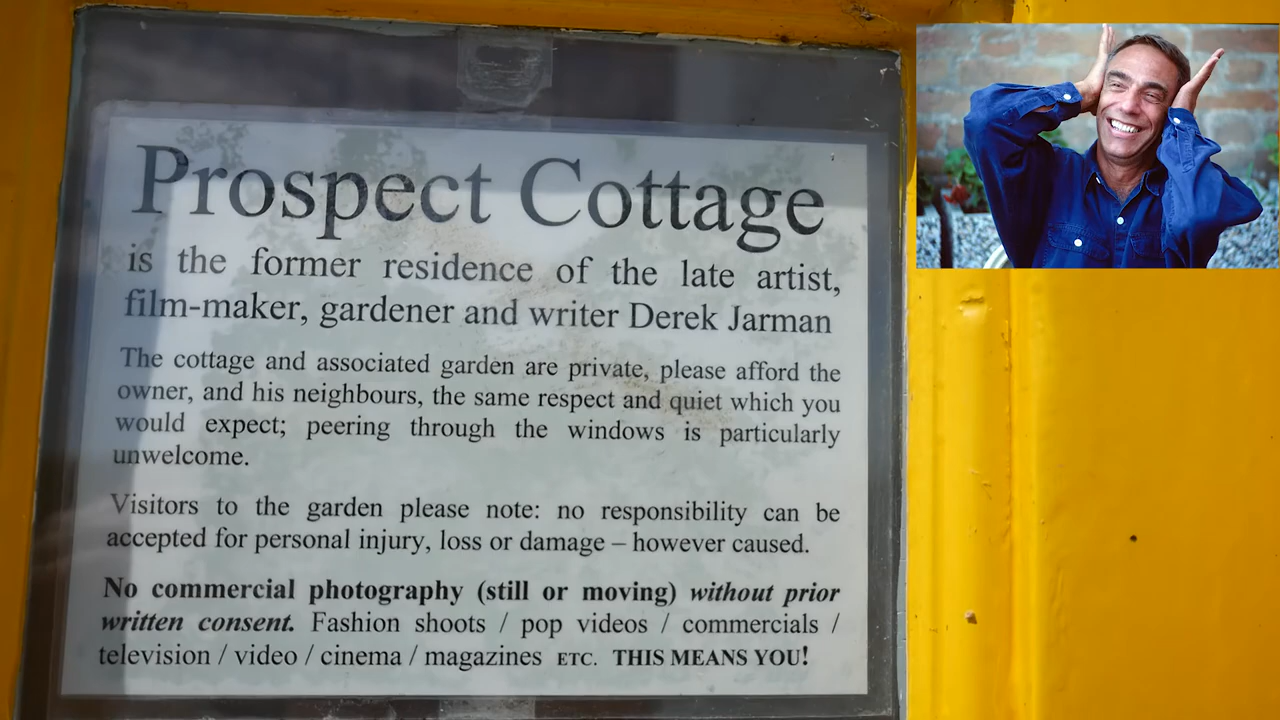 Prospect Cottage
is the former residence of the late artist,
film-maker, gardener and writer Derek Jarman
The cottage and associated garden are private, please afford the
owner, and his neighbours, the same respect and quiet which you
would expect; peering through the windows is particularly
unwelcome.
Visitors to the garden please note: no responsibility can be
accepted for personal injury, loss or damage – however caused.
No commercial photography (still or moving) without prior
written consent. Fashion shoots / pop videos / commercials /
television / video / cinema / magazines ETC. THIS MEANS YOU!